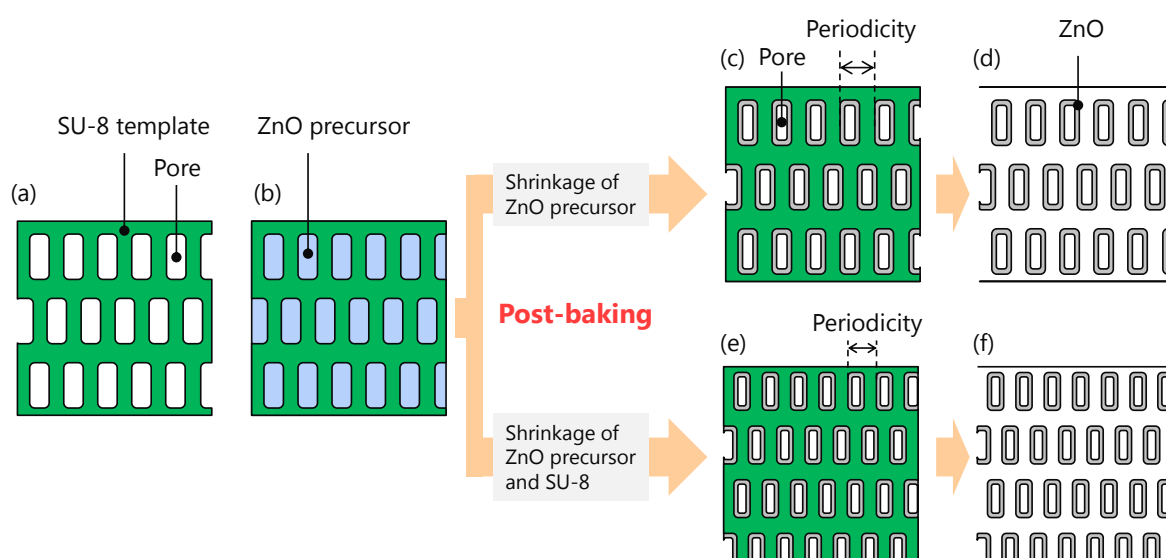 (a)
SU-8 template
Pore
(b)
ZnO precursor
Post-baking
Shrinkage of
ZnO precursor
Shrinkage of
ZnO precursor
and SU-8
(c)
Pore
Periodicity
(d)
ZnO
(e)
Periodicity
(f)